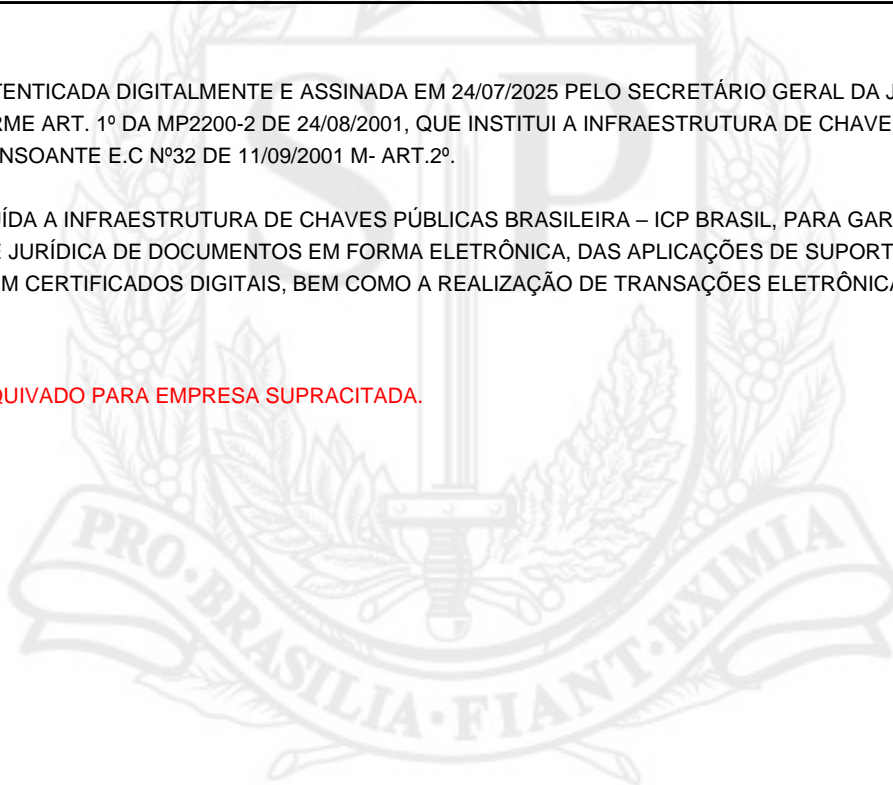 TENTICADA DIGITALMENTE E ASSINADA EM 24/07/2025 PELO SECRETÁRIO GERAL DA J
RME ART. 1º DA MP2200-2 DE 24/08/2001, QUE INSTITUI A INFRAESTRUTURA DE CHAVE
NSOANTE E.C Nº32 DE 11/09/2001 M- ART.2º.
ÍDA A INFRAESTRUTURA DE CHAVES PÚBLICAS BRASILEIRA – ICP BRASIL, PARA GAR
E JURÍDICA DE DOCUMENTOS EM FORMA ELETRÔNICA, DAS APLICAÇÕES DE SUPORT
M CERTIFICADOS DIGITAIS, BEM COMO A REALIZAÇÃO DE TRANSAÇÕES ELETRÔNICA
QUIVADO PARA EMPRESA SUPRACITADA.
SP
PRO·BRASILIA·FIANT·EXIMIA